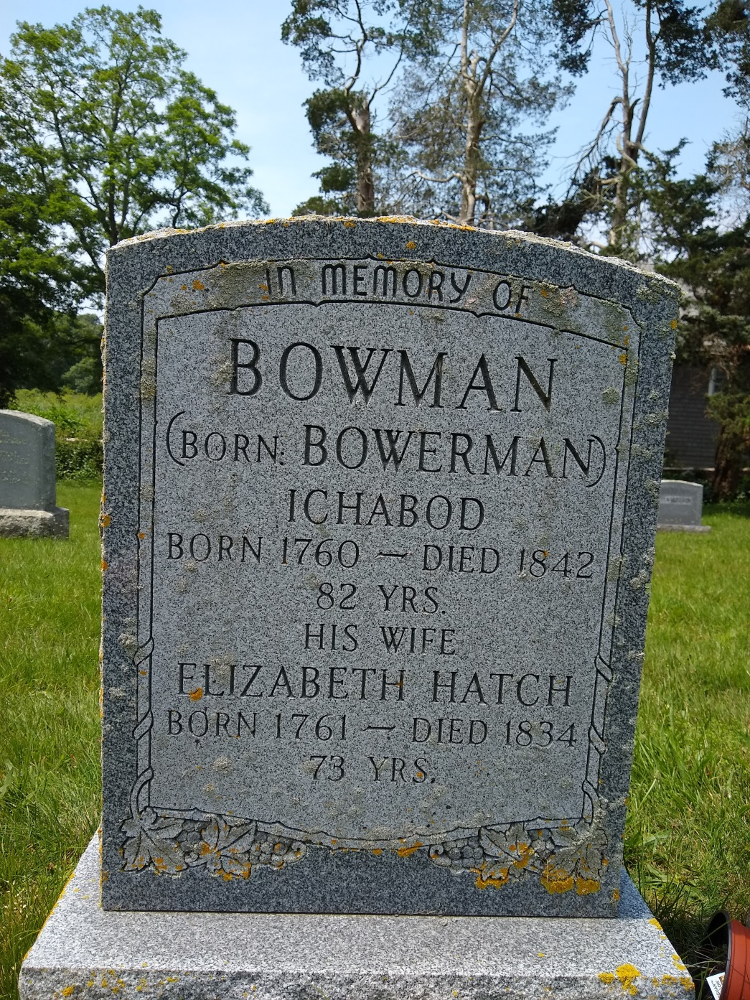 IN MEMORY OF
BOWMAN
(BORN: BOWERMAN)
ICHABOD
BORN 1760 — DIED 1842
82 YRS.
HIS WIFE
ELIZABETH HATCH
BORN 1761 — DIED 1834
73 YRS.